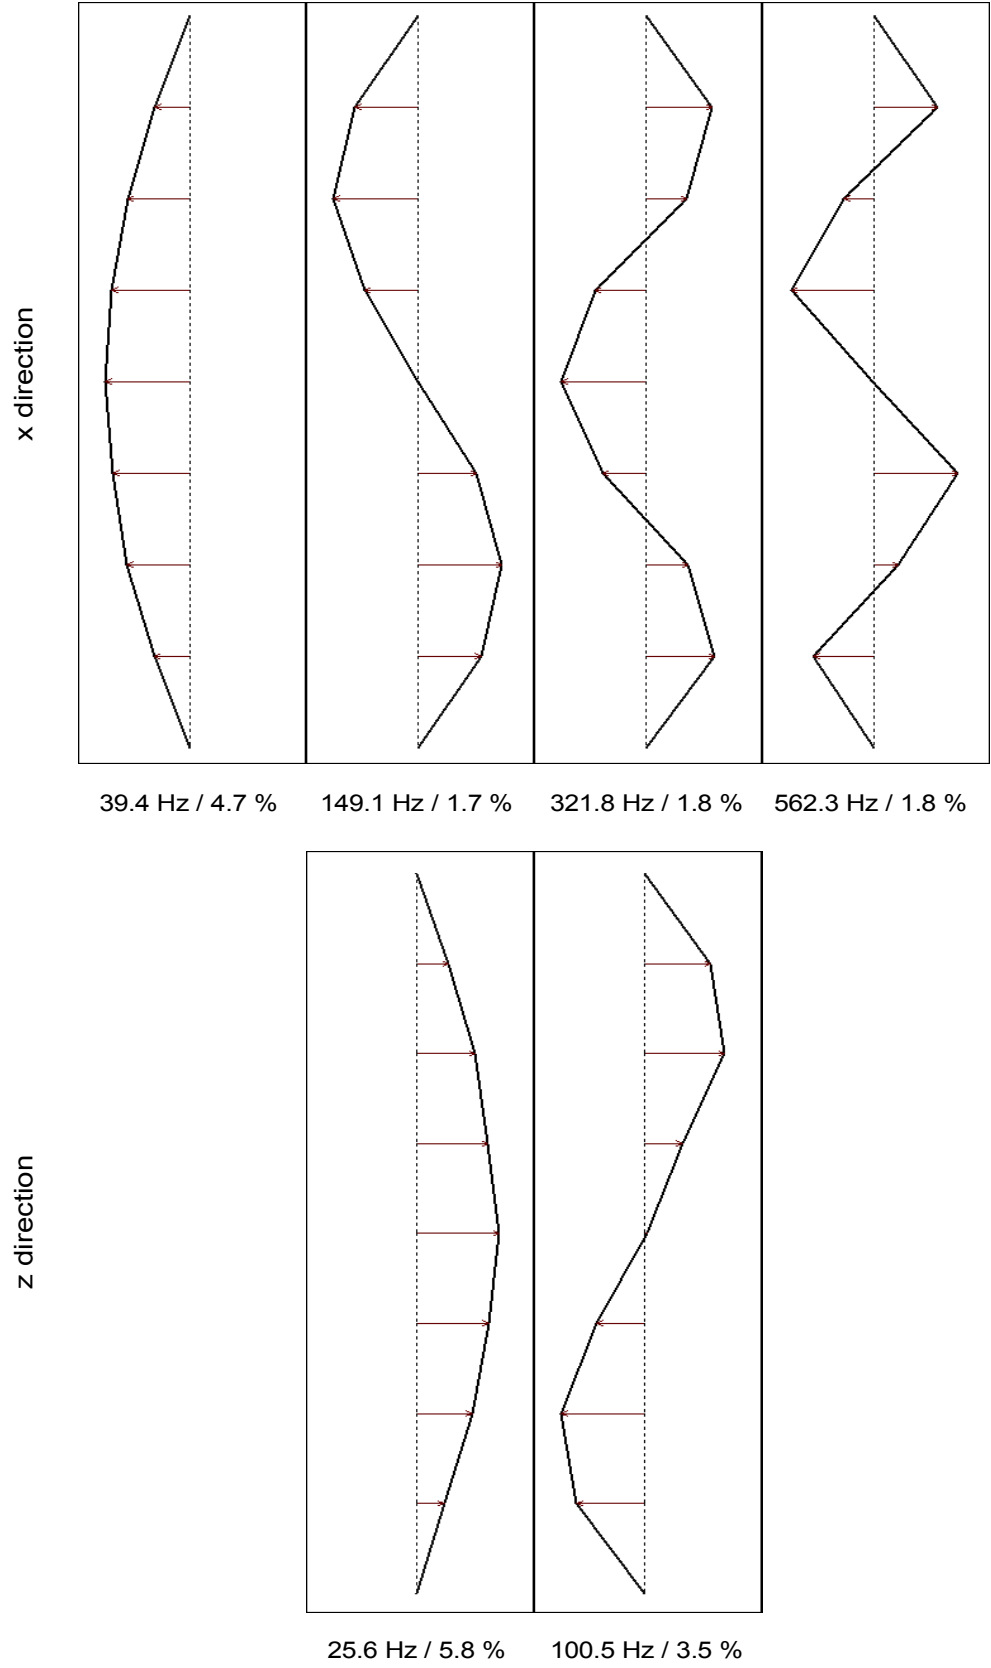 x direction
39.4 Hz / 4.7 %
149.1 Hz / 1.7 %
321.8 Hz / 1.8 %
562.3 Hz / 1.8 %
z direction
25.6 Hz / 5.8 %
100.5 Hz / 3.5 %